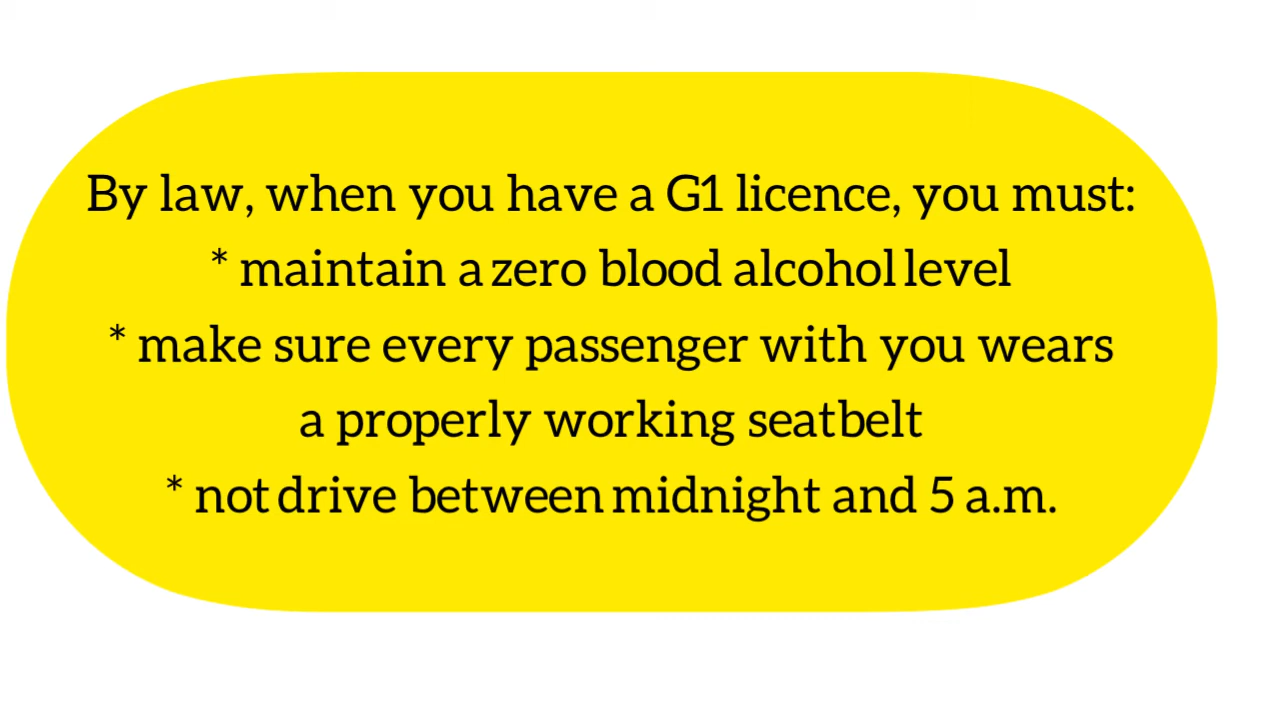 By law, when you have a G1 licence, you must:
* maintain a zero blood alcohol level
* make sure every passenger with you wears
a properly working seatbelt
* not drive between midnight and 5 a.m.